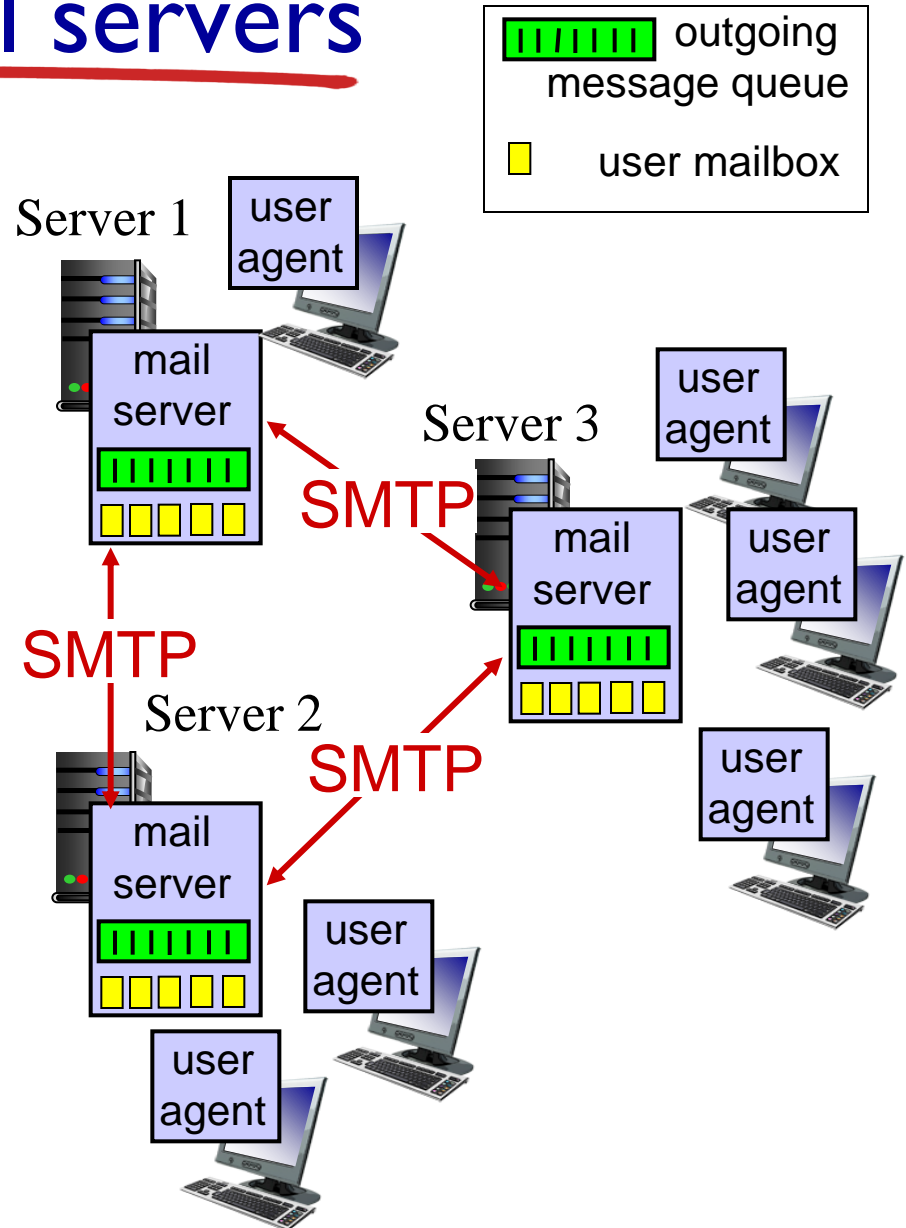 servers
outgoing
message queue
user mailbox
Server 1
user
agent
mail
server
SMTP
Server 3
user
agent
mail
server
user
agent
SMTP
Server 2
SMTP
user
agent
mail
server
user
agent
user
agent